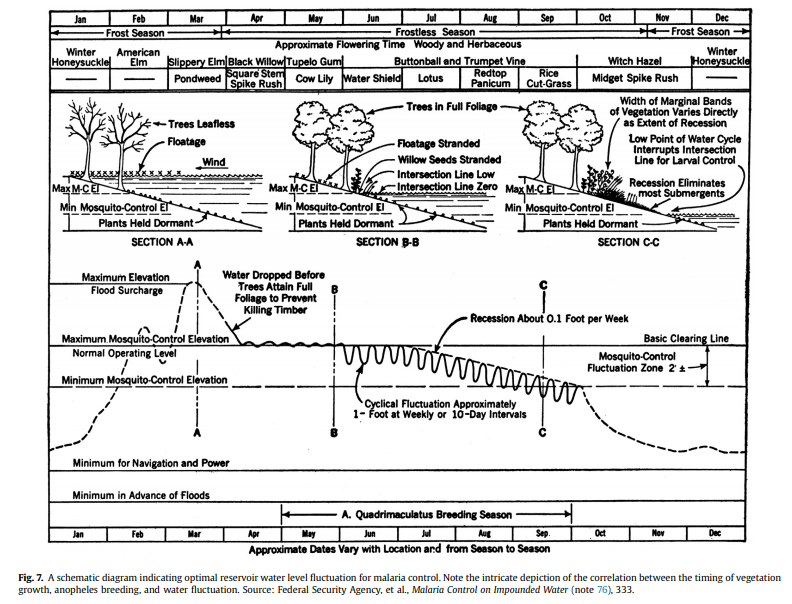 Jan Feb Mar Apr May Jun Jul Aug Sep Oct Nov Dec
Frost Season Frostless Season Frost Season
Approximate Flowering Time Woody and Herbaceous
Winter Honeysuckle
American Elm
Slippery Elm
Black Willow
Tupelo Gum
Buttonball and Trumpet Vine
Witch Hazel
Winter Honeysuckle
Pondweed
Square Stem Spike Rush
Cow Lily
Water Shield
Lotus
Redtop Panicum
Rice Cut-Grass
Midget Spike Rush
Trees Leafless
Floatage
Wind
Max M-C El
Min Mosquito-Control El
Plants Held Dormant
SECTION A-A
Trees in Full Foliage
Floatage Stranded
Willow Seeds Stranded
Intersection Line Low
Intersection Line Zero
Max M-C El
Min Mosquito-Control El
Plants Held Dormant
SECTION B-B
Width of Marginal Bands
of Vegetation Varies Directly
as Extent of Recession
Low Point of Water Cycle
Interrupts Intersection
Line for Larval Control
Recession Eliminates
most Submergents
Max M-C El
Min Mosquito-Control El
Plants Held Dormant
SECTION C-C
Maximum Elevation
Flood Surcharge
A
Water Dropped Before
Trees Attain Full
Foliage to Prevent
Killing Timber
B
C
Recession About 0.1 Foot per Week
Maximum Mosquito-Control Elevation
Basic Clearing Line
Normal Operating Level
Mosquito-Control
Fluctuation Zone 2' ±
Minimum Mosquito-Control Elevation
Cyclical Fluctuation Approximately
1- Foot at Weekly or 10-Day Intervals
A
B
C
Minimum for Navigation and Power
Minimum in Advance of Floods
A. Quadrimaculatus Breeding Season
Jan Feb Mar Apr May Jun Jul Aug Sep. Oct Nov Dec
Approximate Dates Vary with Location and from Season to Season
Fig. 7. A schematic diagram indicating optimal reservoir water level fluctuation for malaria control. Note the intricate depiction of the correlation between the timing of vegetation
growth, anopheles breeding, and water fluctuation. Source: Federal Security Agency, et al., Malaria Control on Impounded Water (note 76), 333.